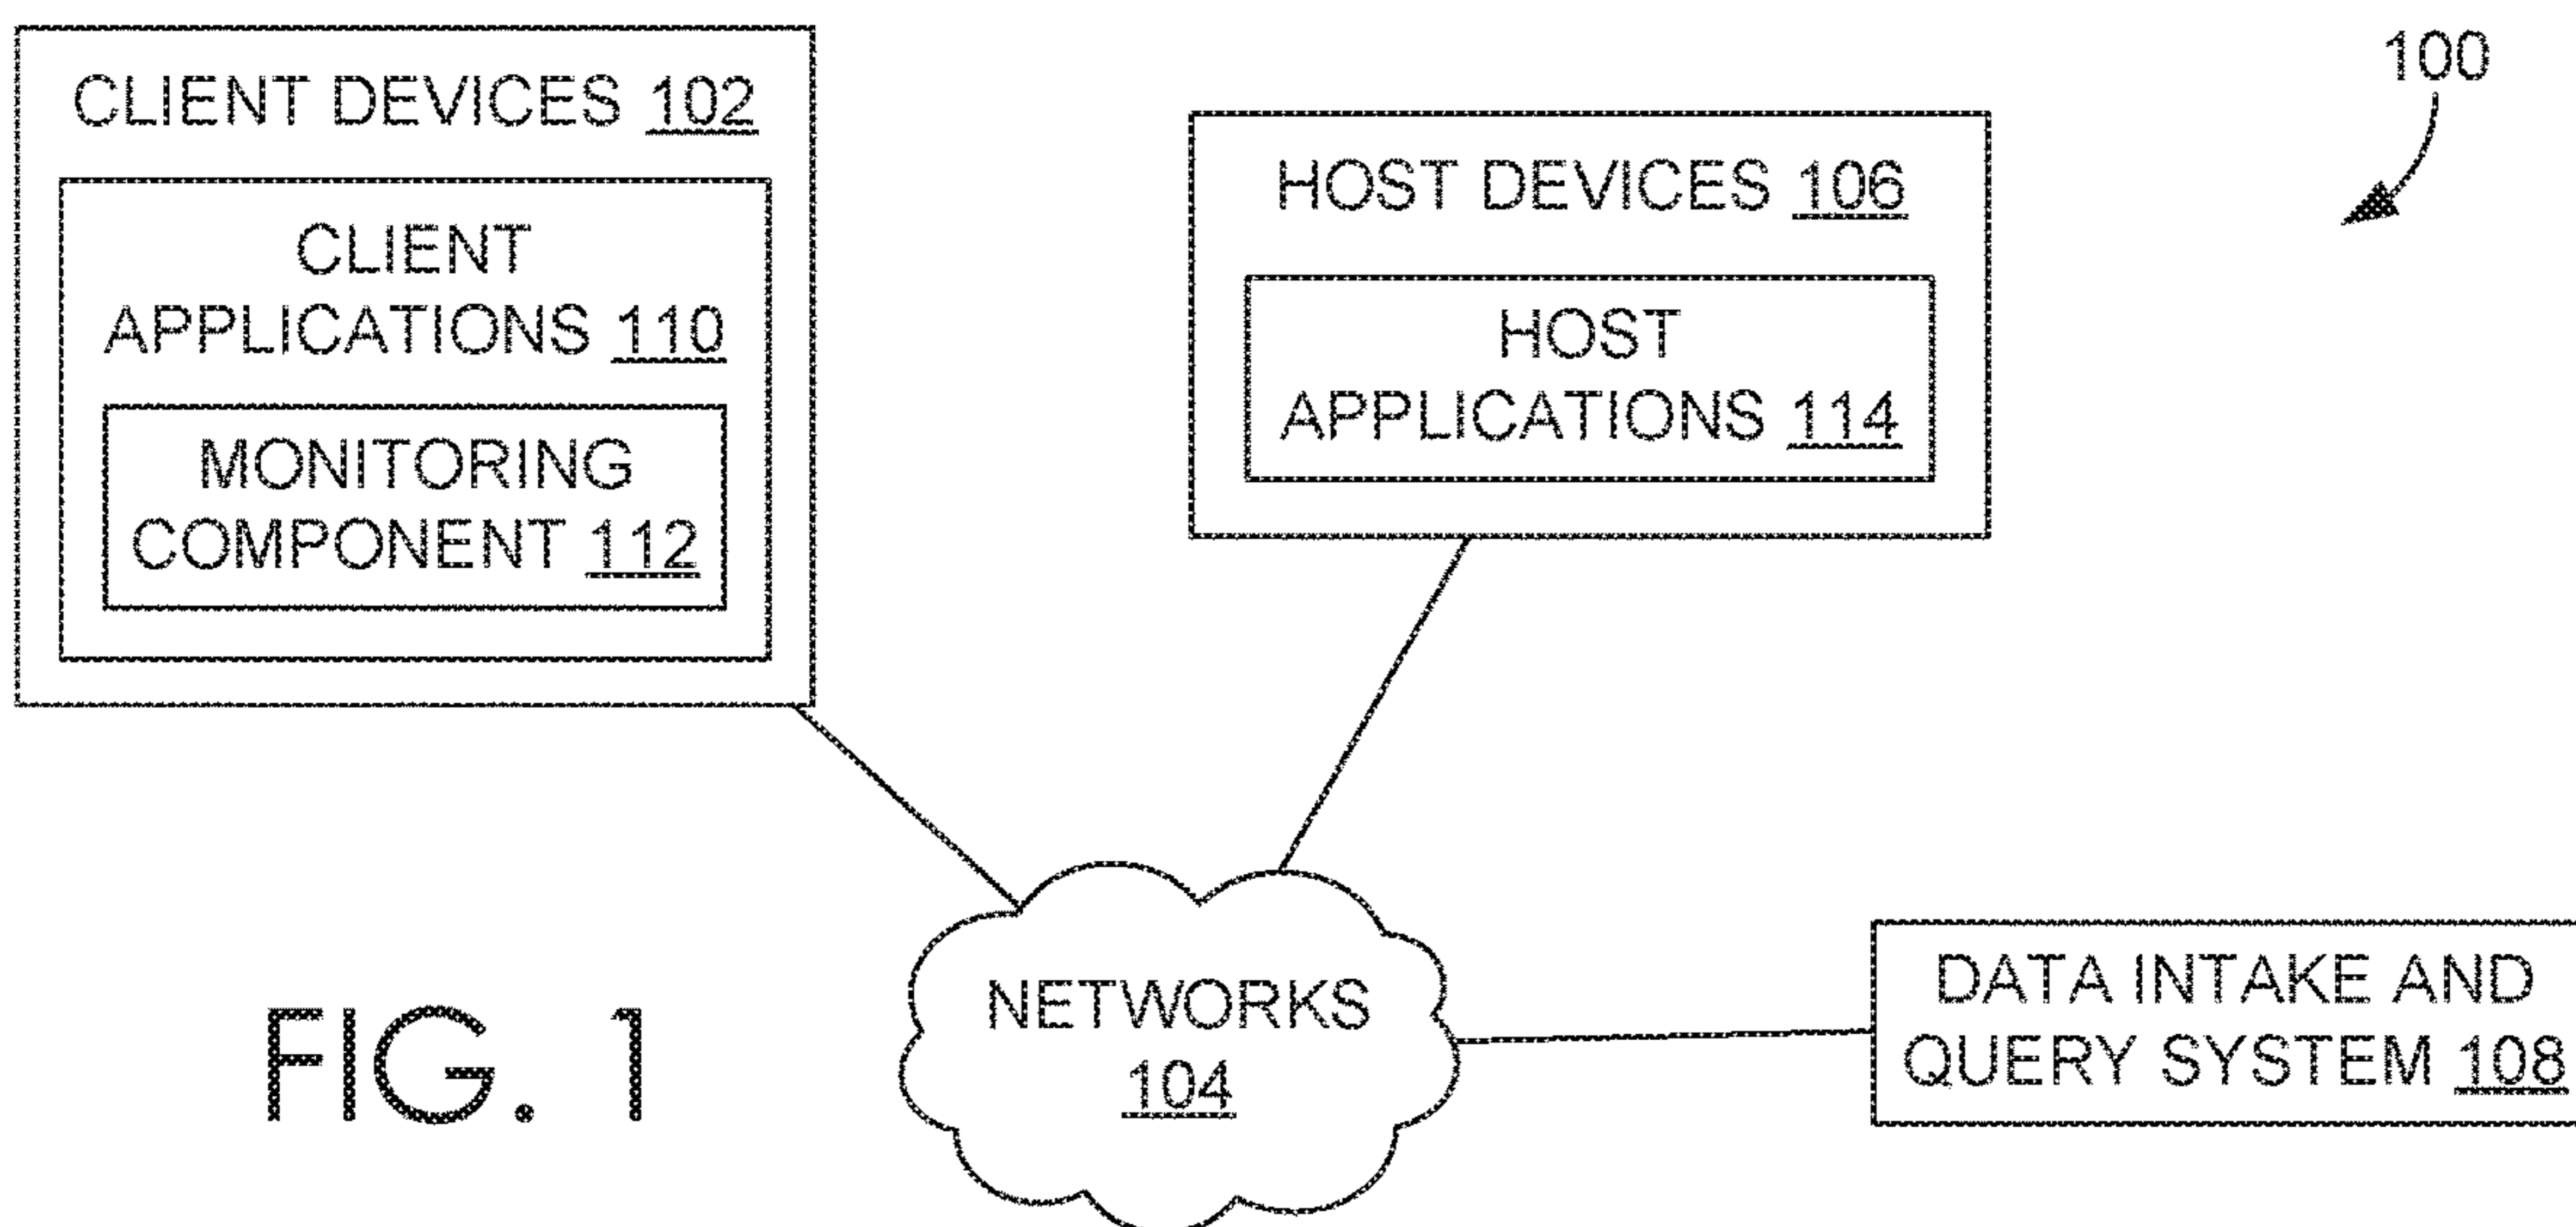 CLIENT DEVICES 102
CLIENT
APPLICATIONS 110
MONITORING
COMPONENT 112
HOST DEVICES 106
HOST
APPLICATIONS 114
100
NETWORKS
104
DATA INTAKE AND
QUERY SYSTEM 108
FIG. 1